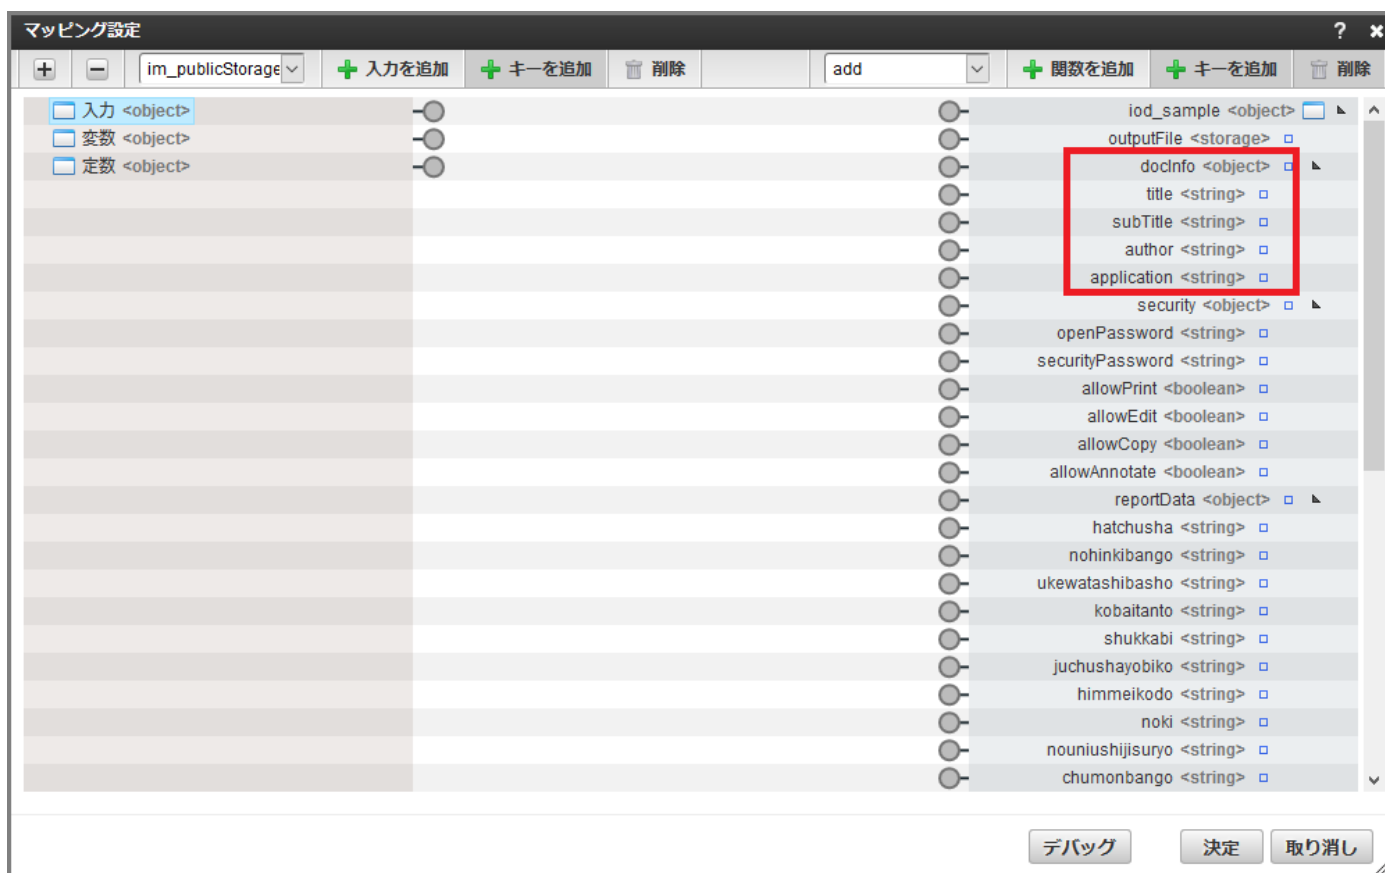 マッピング設定 ?
im_publicStorage 入力を追加 キーを追加 削除 add 関数を追加 キーを追加 削除
入力 <object> iod_sample <object>
変数 <object> outputFile <storage>
定数 <object> docInfo <object>
title <string>
subTitle <string>
author <string>
application <string>
security <object>
openPassword <string>
securityPassword <string>
allowPrint <boolean>
allowEdit <boolean>
allowCopy <boolean>
allowAnnotate <boolean>
reportData <object>
hatchusha <string>
nohinkibango <string>
ukewatashibasho <string>
kobaitanto <string>
shukkabi <string>
juchushayobiko <string>
himmeikodo <string>
noki <string>
nouniushijisuryo <string>
chumonbango <string>
デバッグ 決定 取り消し